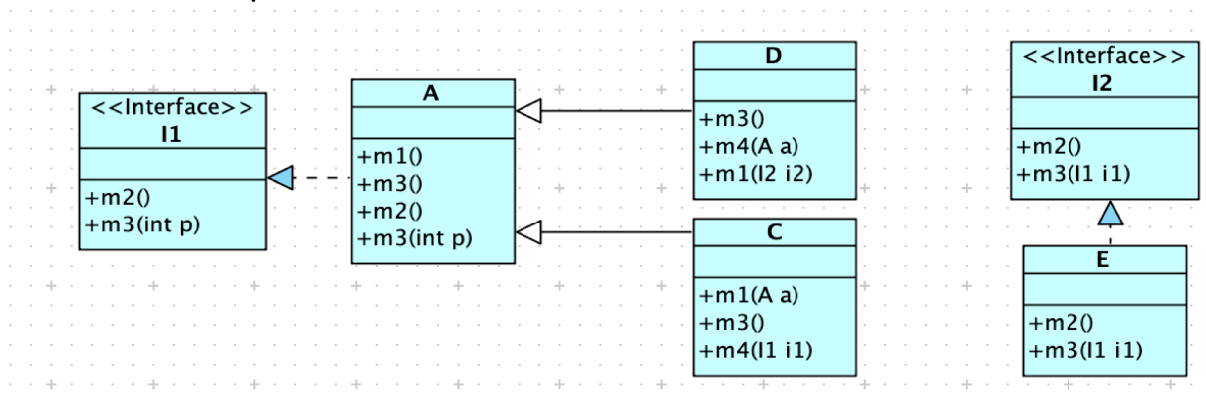 <<Interface>>
I1
+m2()
+m3(int p)
A
+m1()
+m3()
+m2()
+m3(int p)
D
+m3()
+m4(A a)
+m1(I2 i2)
C
+m1(A a)
+m3()
+m4(I1 i1)
<<Interface>>
I2
+m2()
+m3(I1 i1)
E
+m2()
+m3(I1 i1)